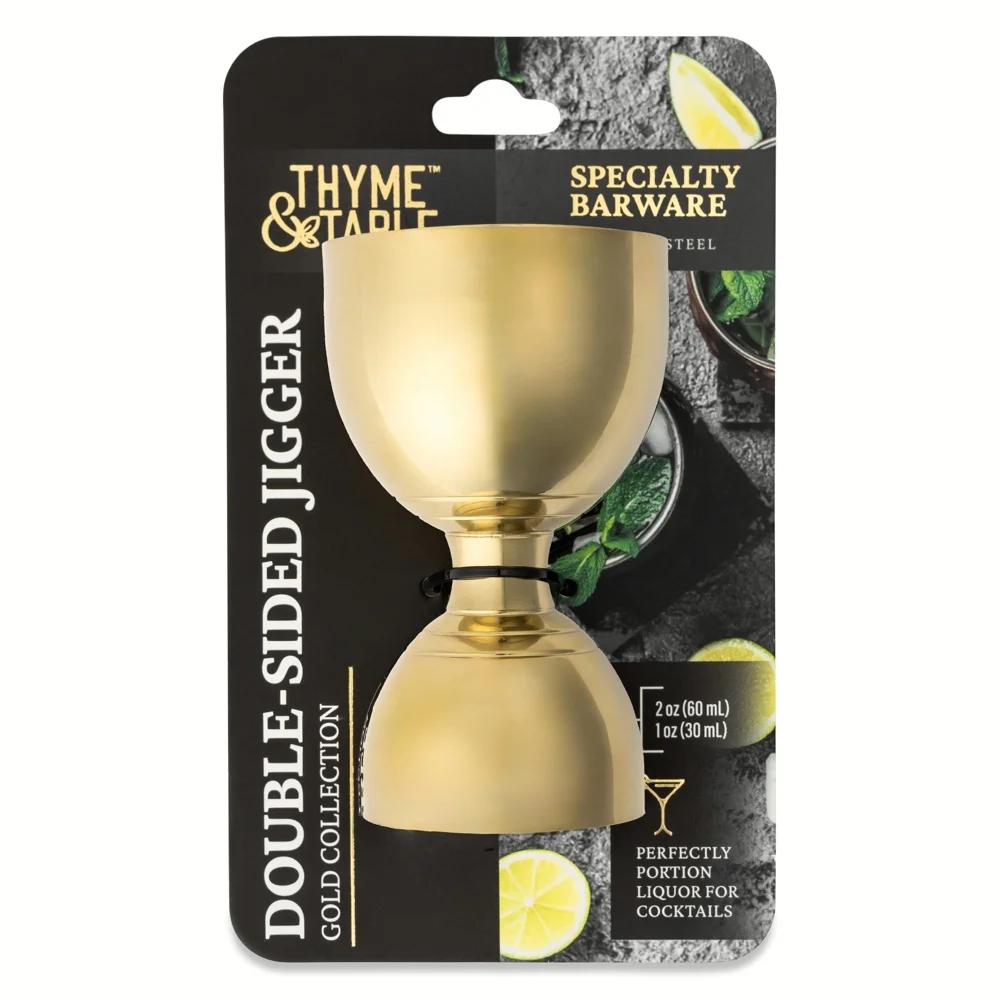 THYME™
&
SPECIALTY
BARWARE
STEEL
DOUBLE-SIDED JIGGER
GOLD COLLECTION
2 oz (60 mL)
1 oz (30 mL)
PERFECTLY
PORTION
LIQUOR FOR
COCKTAILS